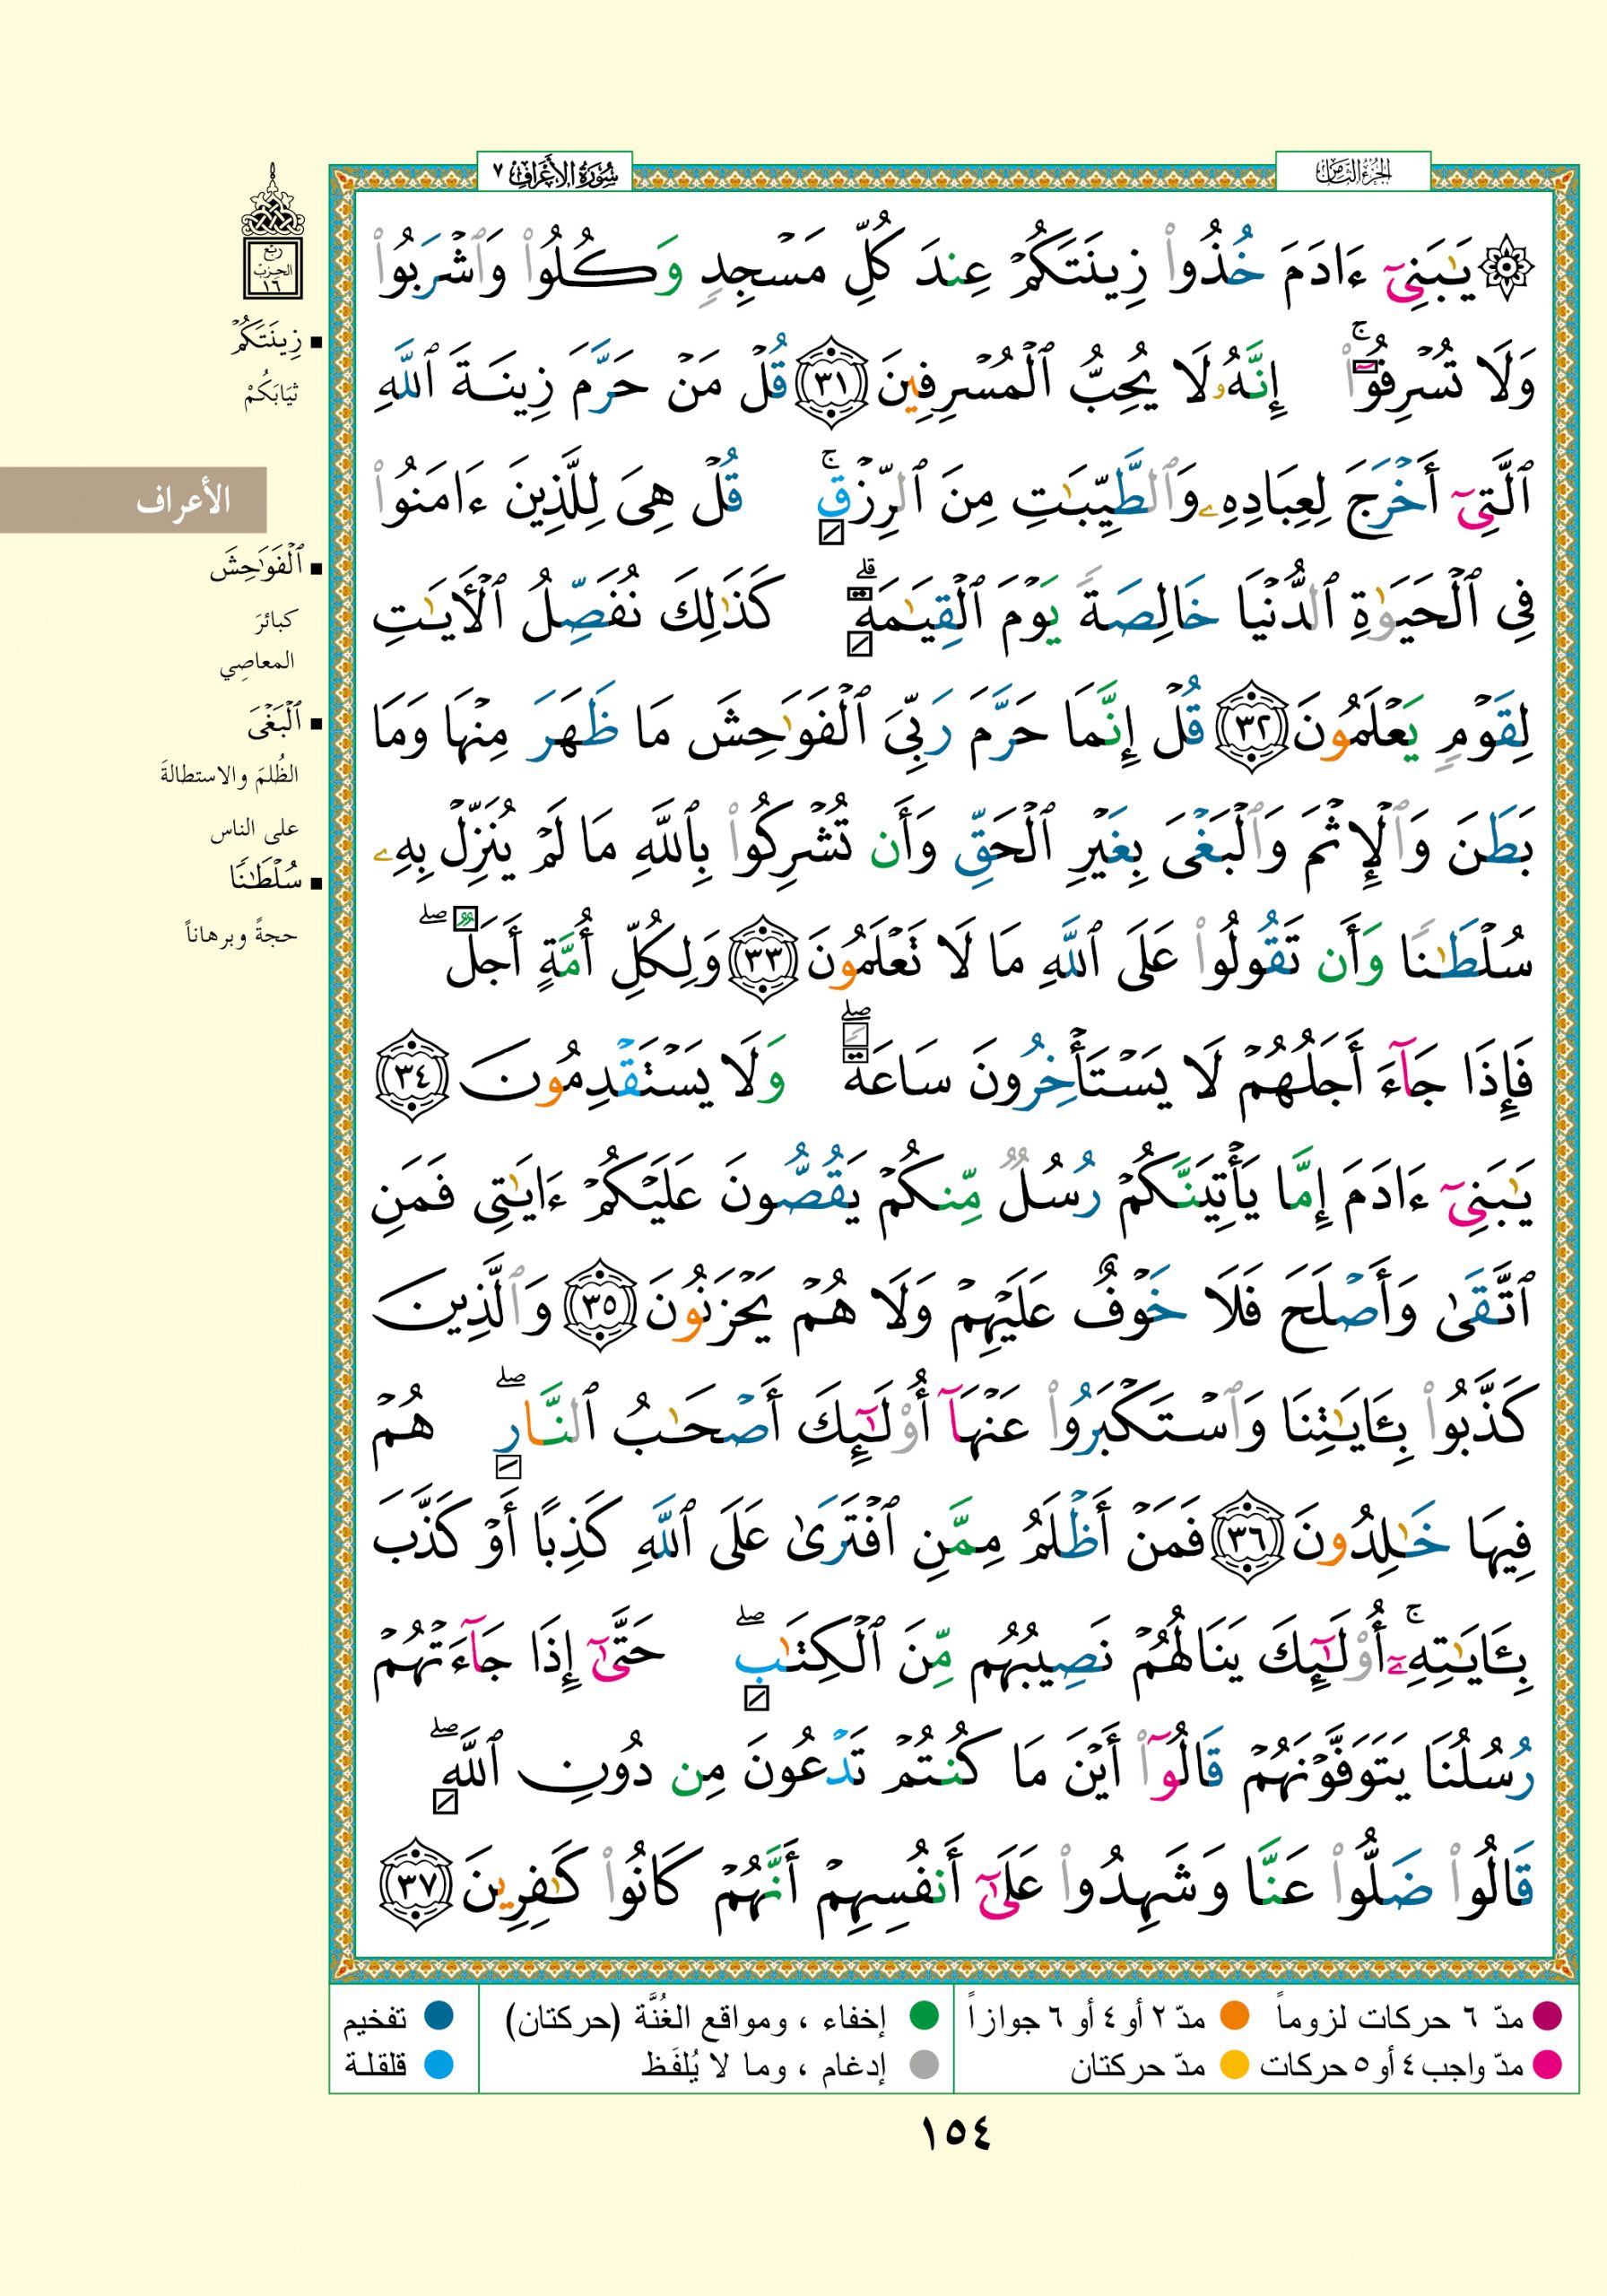 الجزء الثامن
سورة الأعراف ٧
۞ يَٰبَنِىٓ ءَادَمَ خُذُوا۟ زِينَتَكُمْ عِندَ كُلِّ مَسْجِدٍ وَكُلُوا۟ وَٱشْرَبُوا۟
وَلَا تُسْرِفُوٓا۟ ۚ إِنَّهُۥ لَا يُحِبُّ ٱلْمُسْرِفِينَ ٣١ قُلْ مَنْ حَرَّمَ زِينَةَ ٱللَّهِ
ٱلَّتِىٓ أَخْرَجَ لِعِبَادِهِۦ وَٱلطَّيِّبَٰتِ مِنَ ٱلرِّزْقِ ۚ قُلْ هِىَ لِلَّذِينَ ءَامَنُوا۟
فِى ٱلْحَيَوٰةِ ٱلدُّنْيَا خَالِصَةً يَوْمَ ٱلْقِيَٰمَةِ ۗ كَذَٰلِكَ نُفَصِّلُ ٱلْءَايَٰتِ
لِقَوْمٍ يَعْلَمُونَ ٣٢ قُلْ إِنَّمَا حَرَّمَ رَبِّىَ ٱلْفَوَٰحِشَ مَا ظَهَرَ مِنْهَا وَمَا
بَطَنَ وَٱلْإِثْمَ وَٱلْبَغْىَ بِغَيْرِ ٱلْحَقِّ وَأَن تُشْرِكُوا۟ بِٱللَّهِ مَا لَمْ يُنَزِّلْ بِهِۦ
سُلْطَٰنًا وَأَن تَقُولُوا۟ عَلَى ٱللَّهِ مَا لَا تَعْلَمُونَ ٣٣ وَلِكُلِّ أُمَّةٍ أَجَلٌ ۖ
فَإِذَا جَآءَ أَجَلُهُمْ لَا يَسْتَأْخِرُونَ سَاعَةً ۖ وَلَا يَسْتَقْدِمُونَ ٣٤
يَٰبَنِىٓ ءَادَمَ إِمَّا يَأْتِيَنَّكُمْ رُسُلٌ مِّنكُمْ يَقُصُّونَ عَلَيْكُمْ ءَايَٰتِى فَمَنِ
ٱتَّقَىٰ وَأَصْلَحَ فَلَا خَوْفٌ عَلَيْهِمْ وَلَا هُمْ يَحْزَنُونَ ٣٥ وَٱلَّذِينَ
كَذَّبُوا۟ بِـَٔايَٰتِنَا وَٱسْتَكْبَرُوا۟ عَنْهَآ أُو۟لَٰٓئِكَ أَصْحَٰبُ ٱلنَّارِ ۖ هُمْ
فِيهَا خَٰلِدُونَ ٣٦ فَمَنْ أَظْلَمُ مِمَّنِ ٱفْتَرَىٰ عَلَى ٱللَّهِ كَذِبًا أَوْ كَذَّبَ
بِـَٔايَٰتِهِۦٓ ۚ أُو۟لَٰٓئِكَ يَنَالُهُمْ نَصِيبُهُم مِّنَ ٱلْكِتَٰبِ ۖ حَتَّىٰٓ إِذَا جَآءَتْهُمْ
رُسُلُنَا يَتَوَفَّوْنَهُمْ قَالُوٓا۟ أَيْنَ مَا كُنتُمْ تَدْعُونَ مِن دُونِ ٱللَّهِ ۖ
قَالُوا۟ ضَلُّوا۟ عَنَّا وَشَهِدُوا۟ عَلَىٰٓ أَنفُسِهِمْ أَنَّهُمْ كَانُوا۟ كَٰفِرِينَ ٣٧
ربع
الحزب
١٦
زِينَتَكُمْ
ثيَابَكُمْ
الأعراف
ٱلْفَوَٰحِشَ
كبائرَ
المعاصِي
ٱلْبَغْىَ
الظُلمَ والاستطالةَ
على الناس
سُلْطَٰنًا
حجةً وبرهاناً
مدّ ٦ حركات لزوماً
مدّ ٢ أو ٤ أو ٦ جوازاً
إخفاء ، ومواقع الغُنَّة (حركتان)
تفخيم
مدّ واجب ٤ أو ٥ حركات
مدّ حركتان
إدغام ، وما لا يُلفَظ
قلقلة
١٥٤